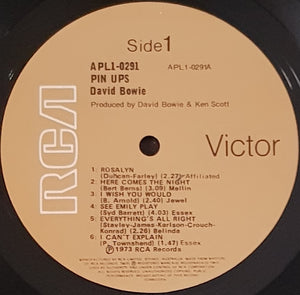 Side 1
APL1-0291 APL1-0291A
PIN UPS
David Bowie
Produced by David Bowie & Ken Scott
RCA
Victor
1: ROSALYN
(Duncan-Farley) (2.27) Affiliated
2: HERE COMES THE NIGHT
(Bert Berns) (3.09) Mellin
3: I WISH YOU WOULD
(B. Arnold) (2.40) Jewel
4: SEE EMILY PLAY
(Syd Barratt) (4.03) Essex
5: EVERYTHING'S ALL RIGHT
(Stavley-James-Karlson-Crouch-
Konrad) (2.26) Belinda
6: I CAN'T EXPLAIN
(P. Townshend) (1.47) Essex
Ⓟ 1973 RCA Records